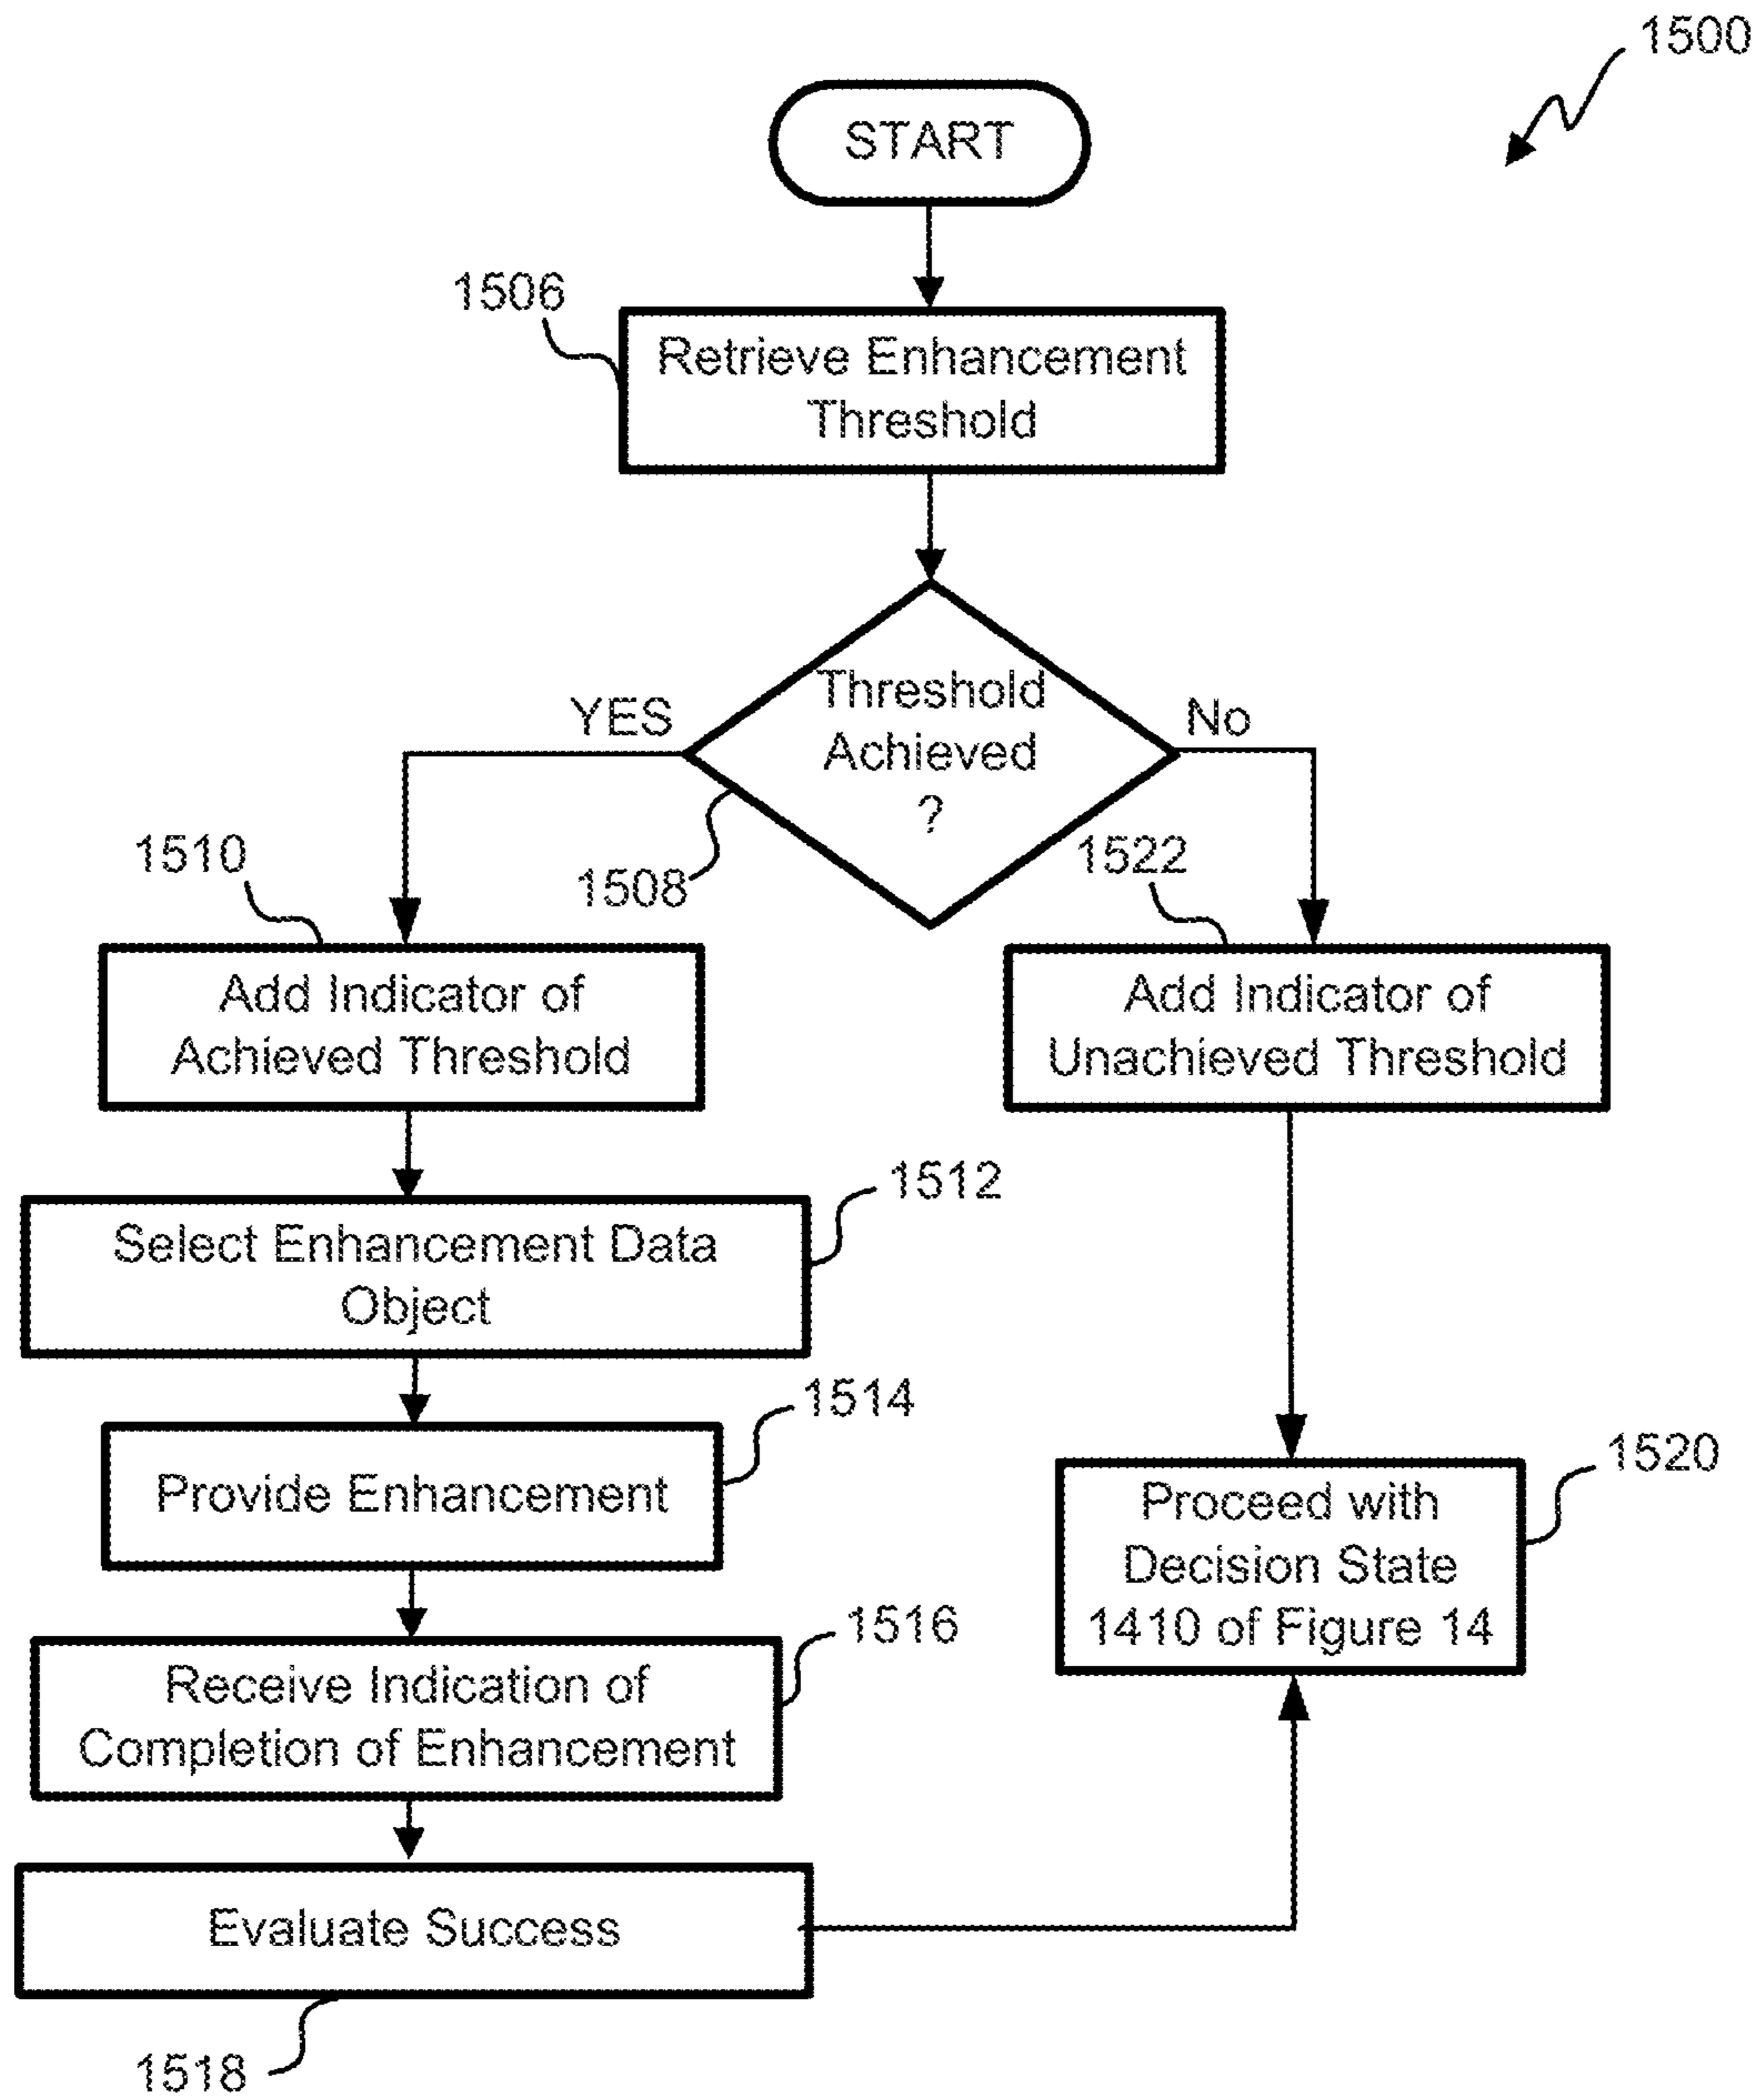 1500
START
1506
Retrieve Enhancement
Threshold
Threshold
Achieved
?
YES
No
1508
1510
Add Indicator of
Achieved Threshold
1522
Add Indicator of
Unachieved Threshold
1512
Select Enhancement Data
Object
1514
Provide Enhancement
1516
Receive Indication of
Completion of Enhancement
1520
Proceed with
Decision State
1410 of Figure 14
Evaluate Success
1518